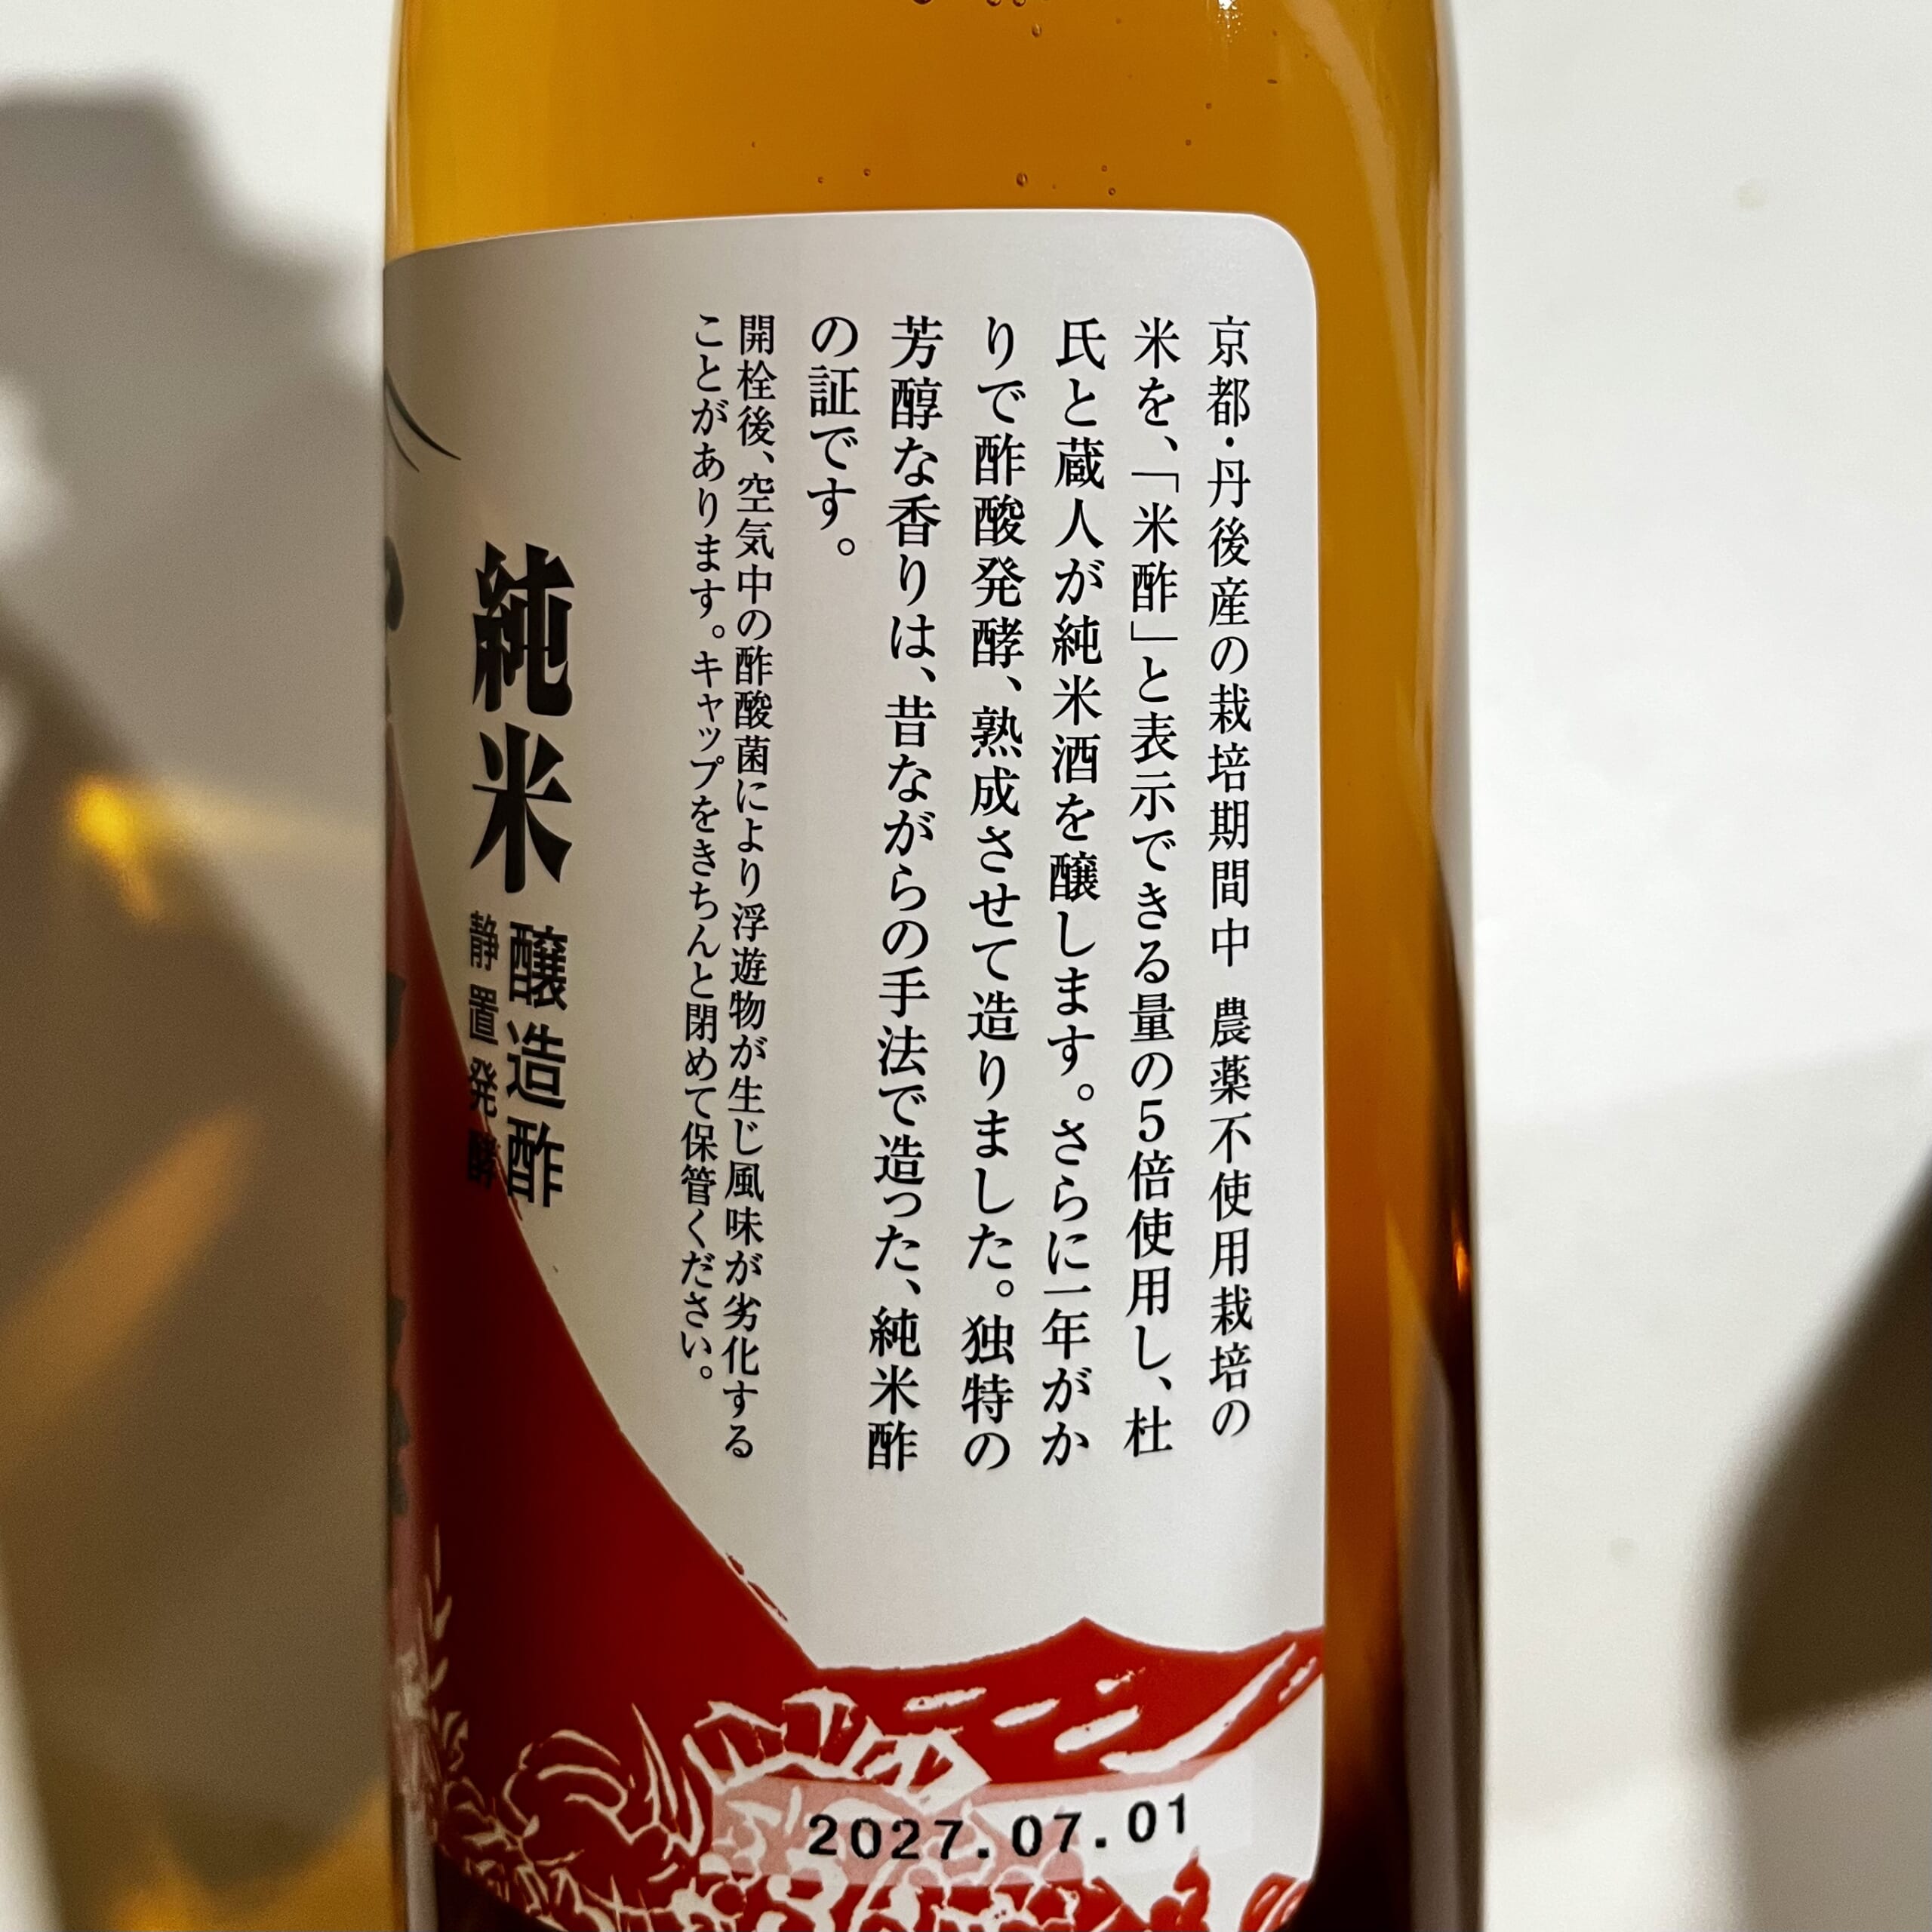 京都・丹後産の栽培期間中 農薬不使用栽培の
米を、「米酢」と表示できる量の5倍使用し、杜
氏と蔵人が純米酒を醸します。さらに一年がか
りで酢酸発酵、熟成させて造りました。独特の
芳醇な香りは、昔ながらの手法で造った、純米酢
の証です。
開栓後、空気中の酢酸菌により浮遊物が生じ風味が劣化する
ことがあります。キャップをきちんと閉めて保管ください。
純米
醸造酢
静置発酵
2027.07.01